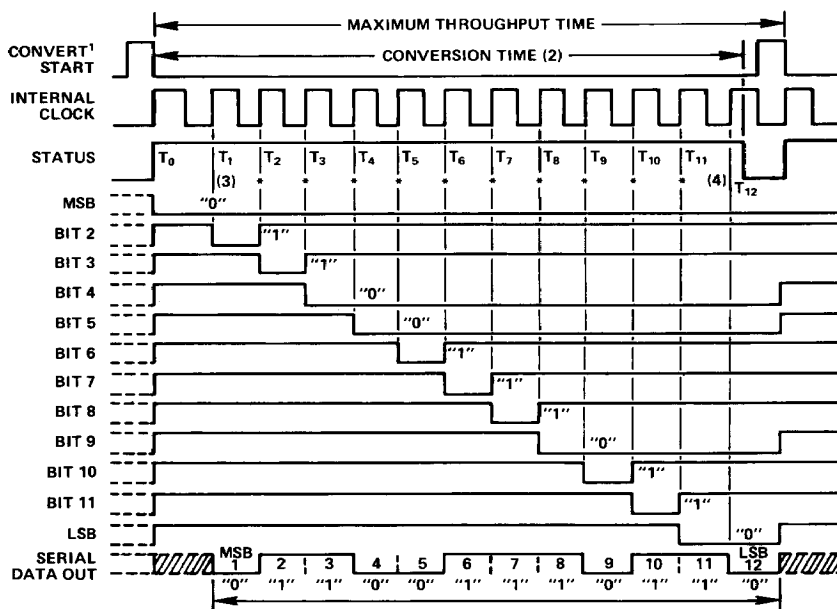 MAXIMUM THROUGHPUT TIME
CONVERT¹ START
CONVERSION TIME (2)
INTERNAL CLOCK
STATUS
T0 T1 T2 T3 T4 T5 T6 T7 T8 T9 T10 T11
(3) (4) T12
MSB "0"
BIT 2 "1"
BIT 3 "1"
BIT 4 "0"
BIT 5 "0"
BIT 6 "1"
BIT 7 "1"
BIT 8 "1"
BIT 9 "0"
BIT 10 "1"
BIT 11 "1"
LSB "0"
SERIAL DATA OUT
MSB LSB
1 2 3 4 5 6 7 8 9 10 11 12
"0" "1" "1" "0" "0" "1" "1" "1" "0" "1" "1" "0"